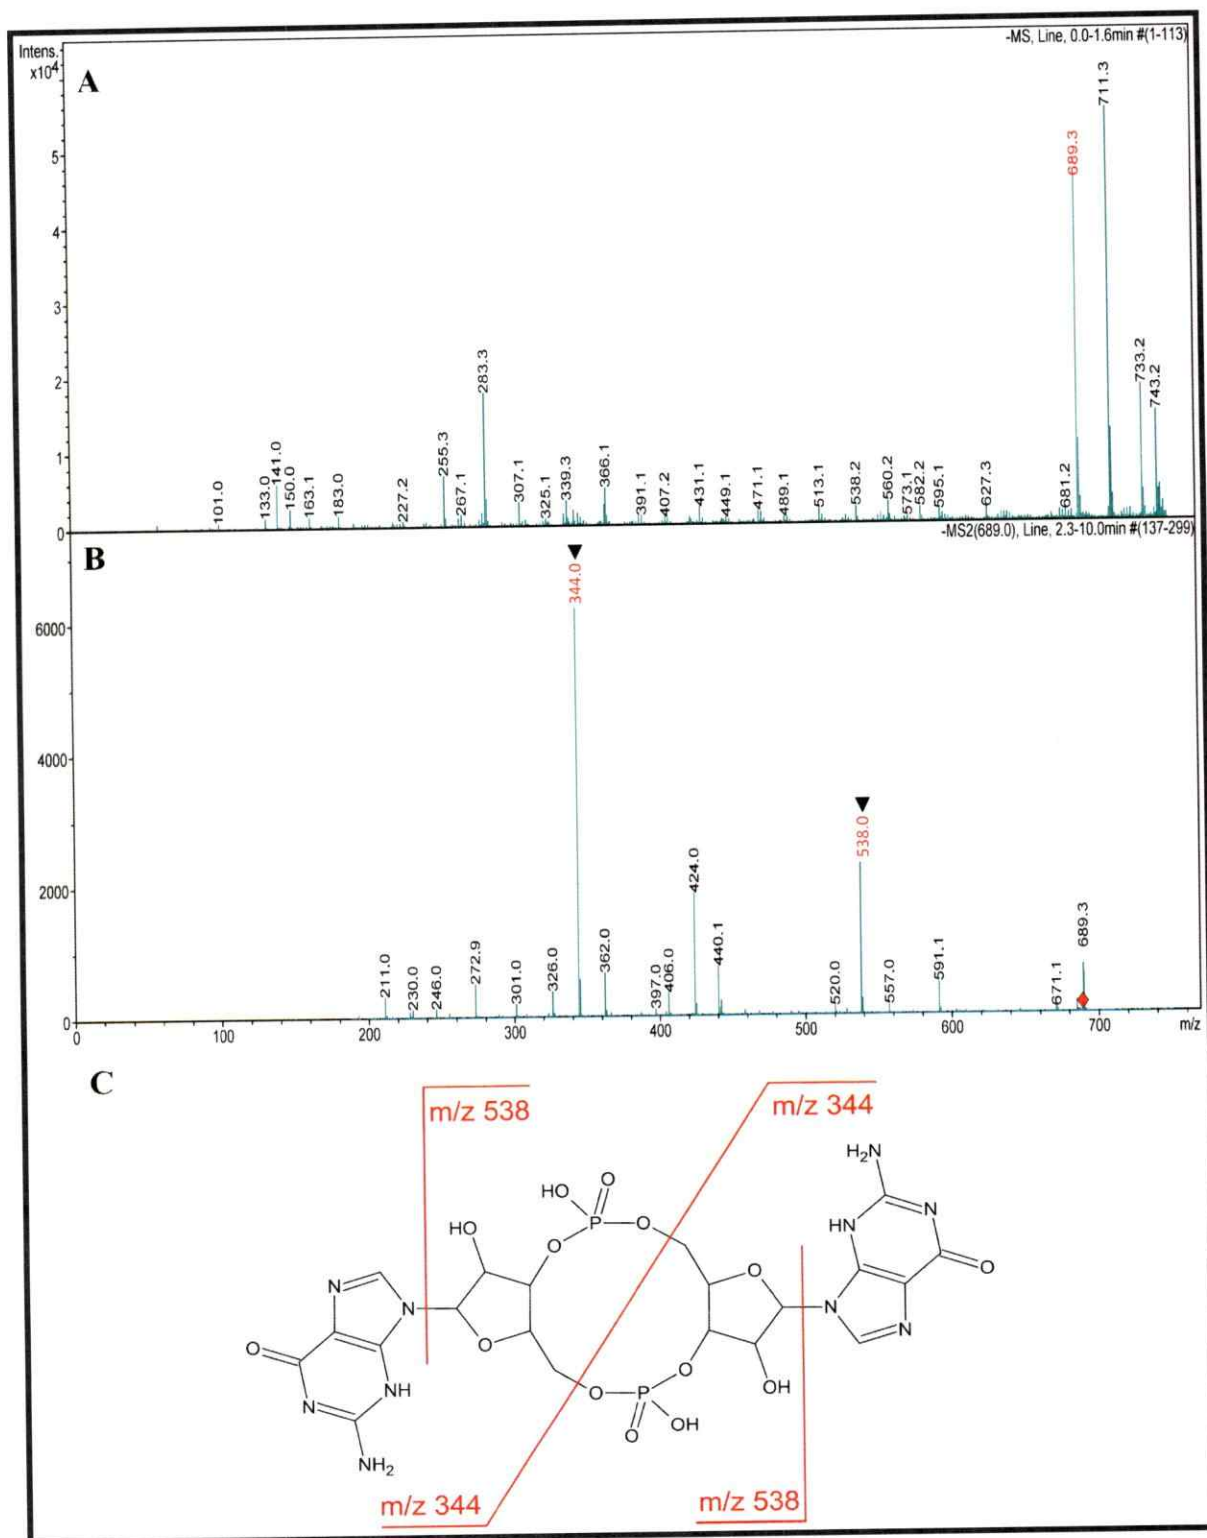 Intens.
x10⁴
A
-MS, Line, 0.0-1.6min #(1-113)
5
4
3
2
1
0
101.0
133.0
141.0
150.0
163.1
183.0
227.2
255.3
267.1
283.3
307.1
325.1
339.3
366.1
391.1
407.2
431.1
449.1
471.1
489.1
513.1
538.2
560.2
573.1
582.2
595.1
627.3
681.2
689.3
711.3
733.2
743.2
B
-MS2(689.0), Line, 2.3-10.0min #(137-299)
6000
4000
2000
0
211.0
230.0
246.0
272.9
301.0
326.0
344.0
362.0
397.0
406.0
424.0
440.1
520.0
538.0
557.0
591.1
671.1
689.3
0 100 200 300 400 500 600 700 m/z
C
m/z 538
m/z 344
H₂N
HO
O
N
HO
P
O
HN
O
O
O
N
N
O
N
N
O
O
O
P
O
OH
N
NH
O
OH
NH₂
m/z 344
m/z 538